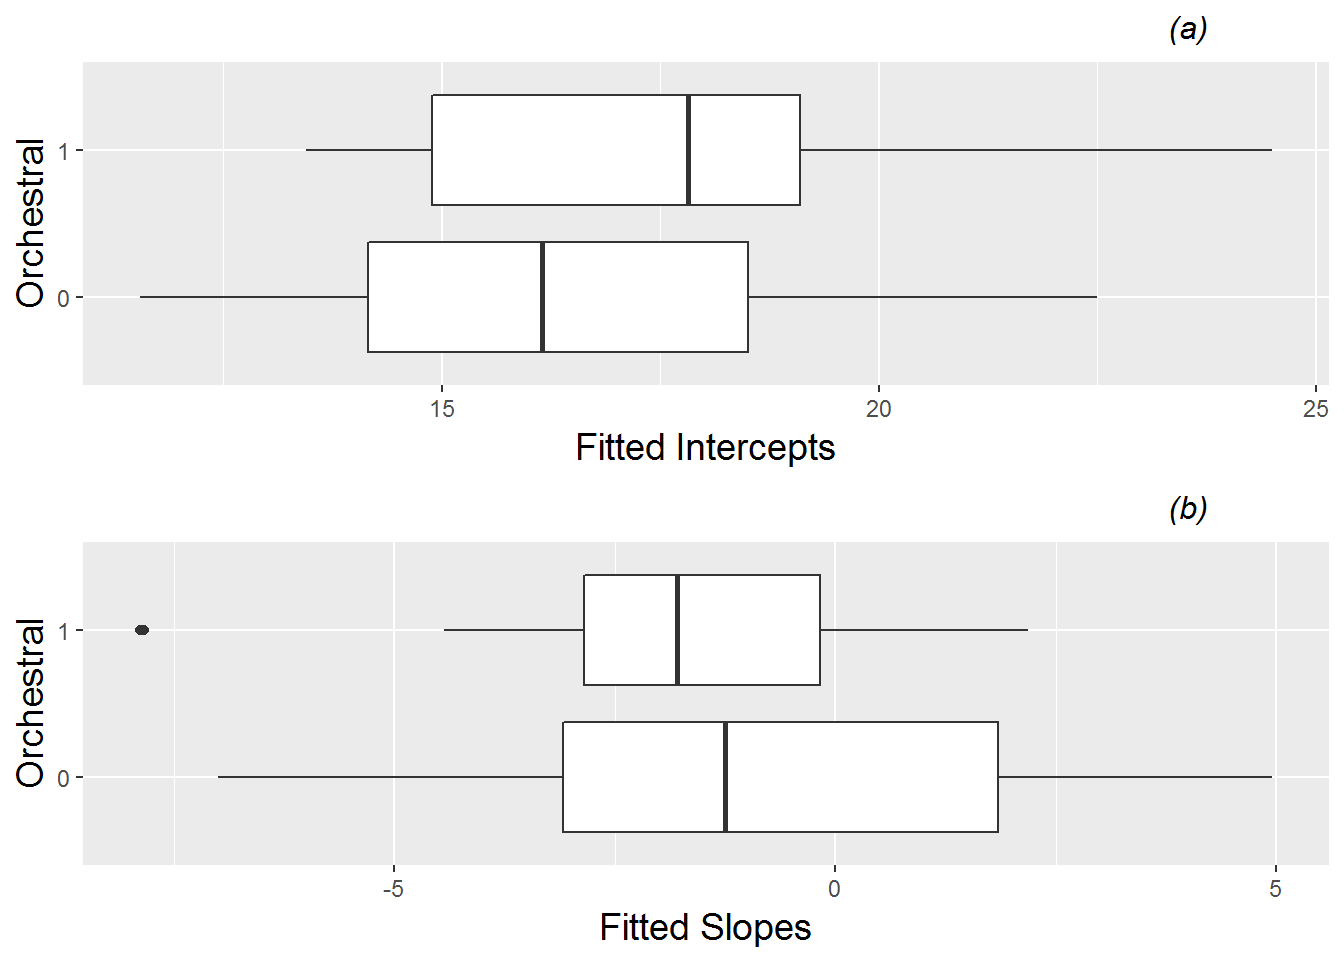 (a)
Orchestral
1
0
15 20 25
Fitted Intercepts
(b)
Orchestral
1
0
-5 0 5
Fitted Slopes